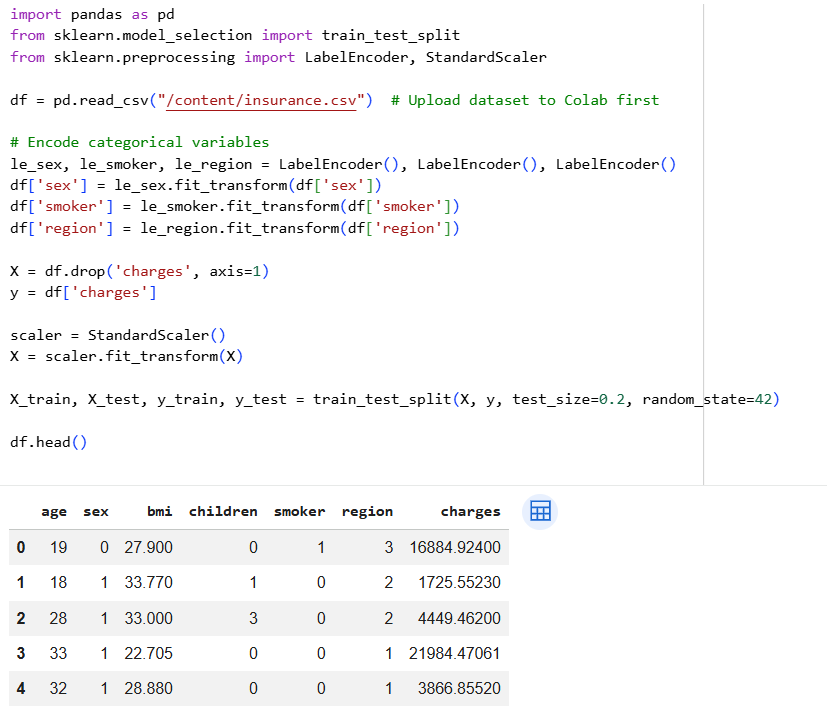 import pandas as pd
from sklearn.model_selection import train_test_split
from sklearn.preprocessing import LabelEncoder, StandardScaler
df = pd.read_csv("/content/insurance.csv")  # Upload dataset to Colab first
# Encode categorical variables
le_sex, le_smoker, le_region = LabelEncoder(), LabelEncoder(), LabelEncoder()
df['sex'] = le_sex.fit_transform(df['sex'])
df['smoker'] = le_smoker.fit_transform(df['smoker'])
df['region'] = le_region.fit_transform(df['region'])
X = df.drop('charges', axis=1)
y = df['charges']
scaler = StandardScaler()
X = scaler.fit_transform(X)
X_train, X_test, y_train, y_test = train_test_split(X, y, test_size=0.2, random_state=42)
df.head()
age sex bmi children smoker region charges
0 19 0 27.900 0 1 3 16884.92400
1 18 1 33.770 1 0 2 1725.55230
2 28 1 33.000 3 0 2 4449.46200
3 33 1 22.705 0 0 1 21984.47061
4 32 1 28.880 0 0 1 3866.85520